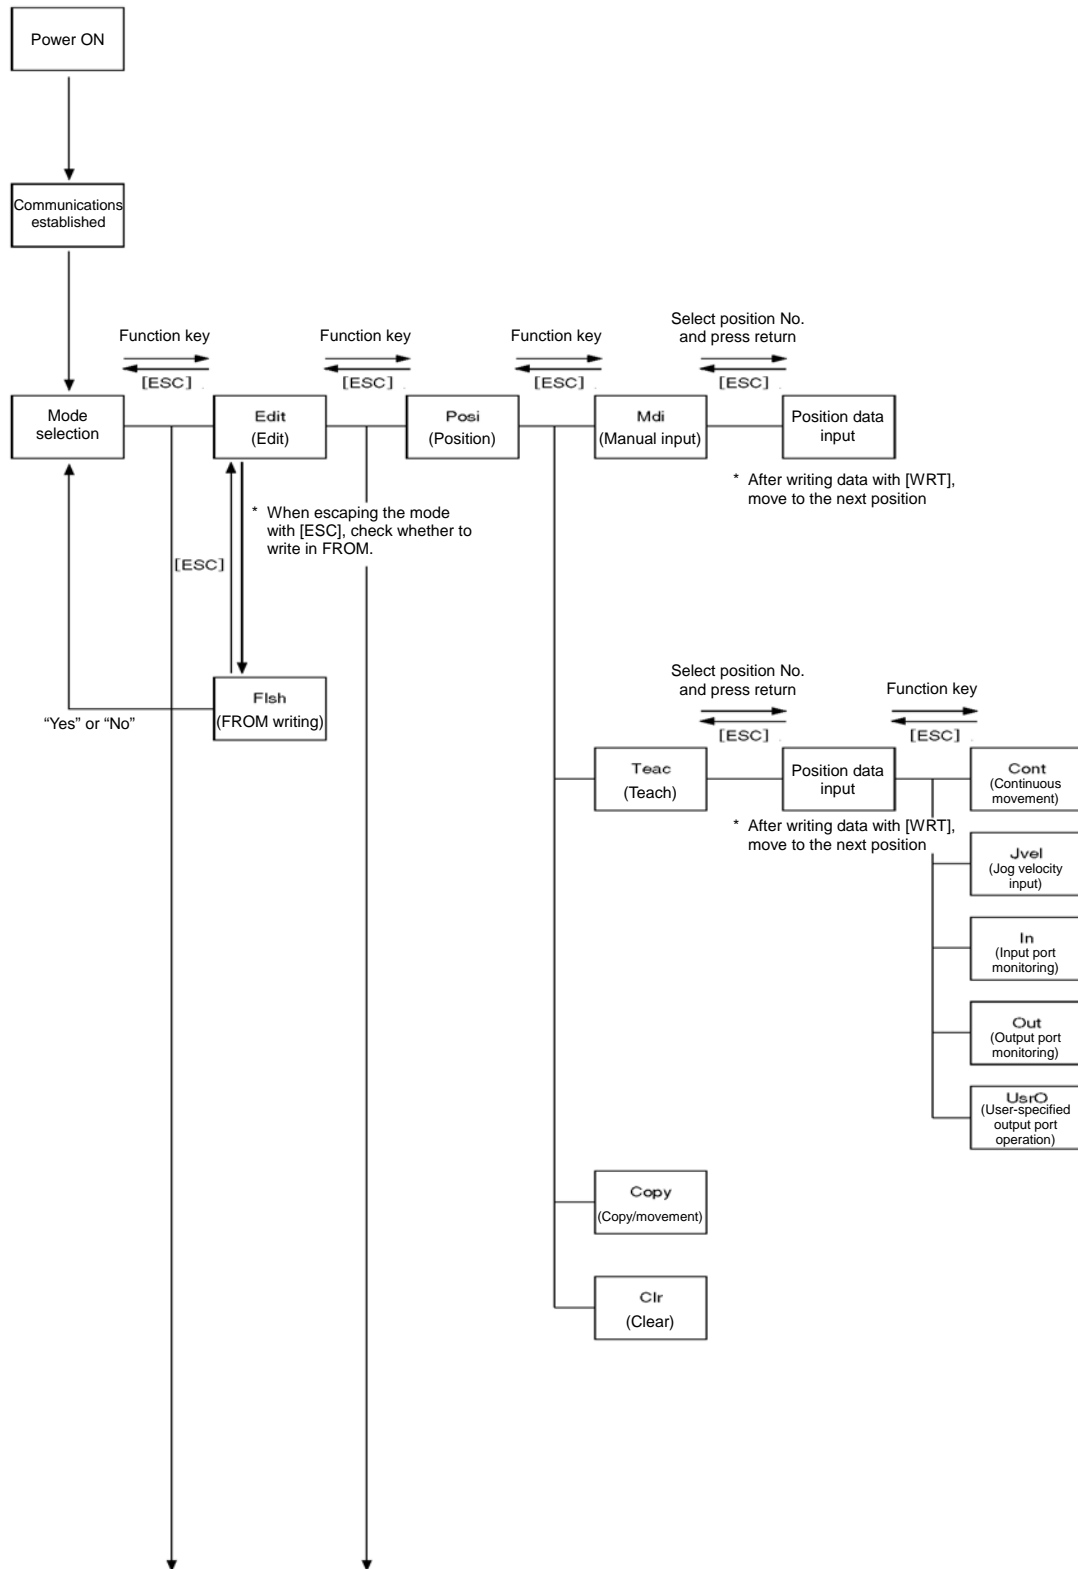 Power ON
Communications
established
Function key
[ESC]
Function key
[ESC]
Function key
[ESC]
Select position No.
and press return
[ESC]
Mode
selection
Edit
(Edit)
Posi
(Position)
Mdi
(Manual input)
Position data
input
* After writing data with [WRT],
move to the next position
* When escaping the mode
with [ESC], check whether to
write in FROM.
[ESC]
Flsh
(FROM writing)
“Yes” or “No”
Select position No.
and press return
[ESC]
Function key
[ESC]
Teac
(Teach)
Position data
input
* After writing data with [WRT],
move to the next position
Cont
(Continuous
movement)
Jvel
(Jog velocity
input)
In
(Input port
monitoring)
Out
(Output port
monitoring)
UsrO
(User-specified
output port
operation)
Copy
(Copy/movement)
Clr
(Clear)